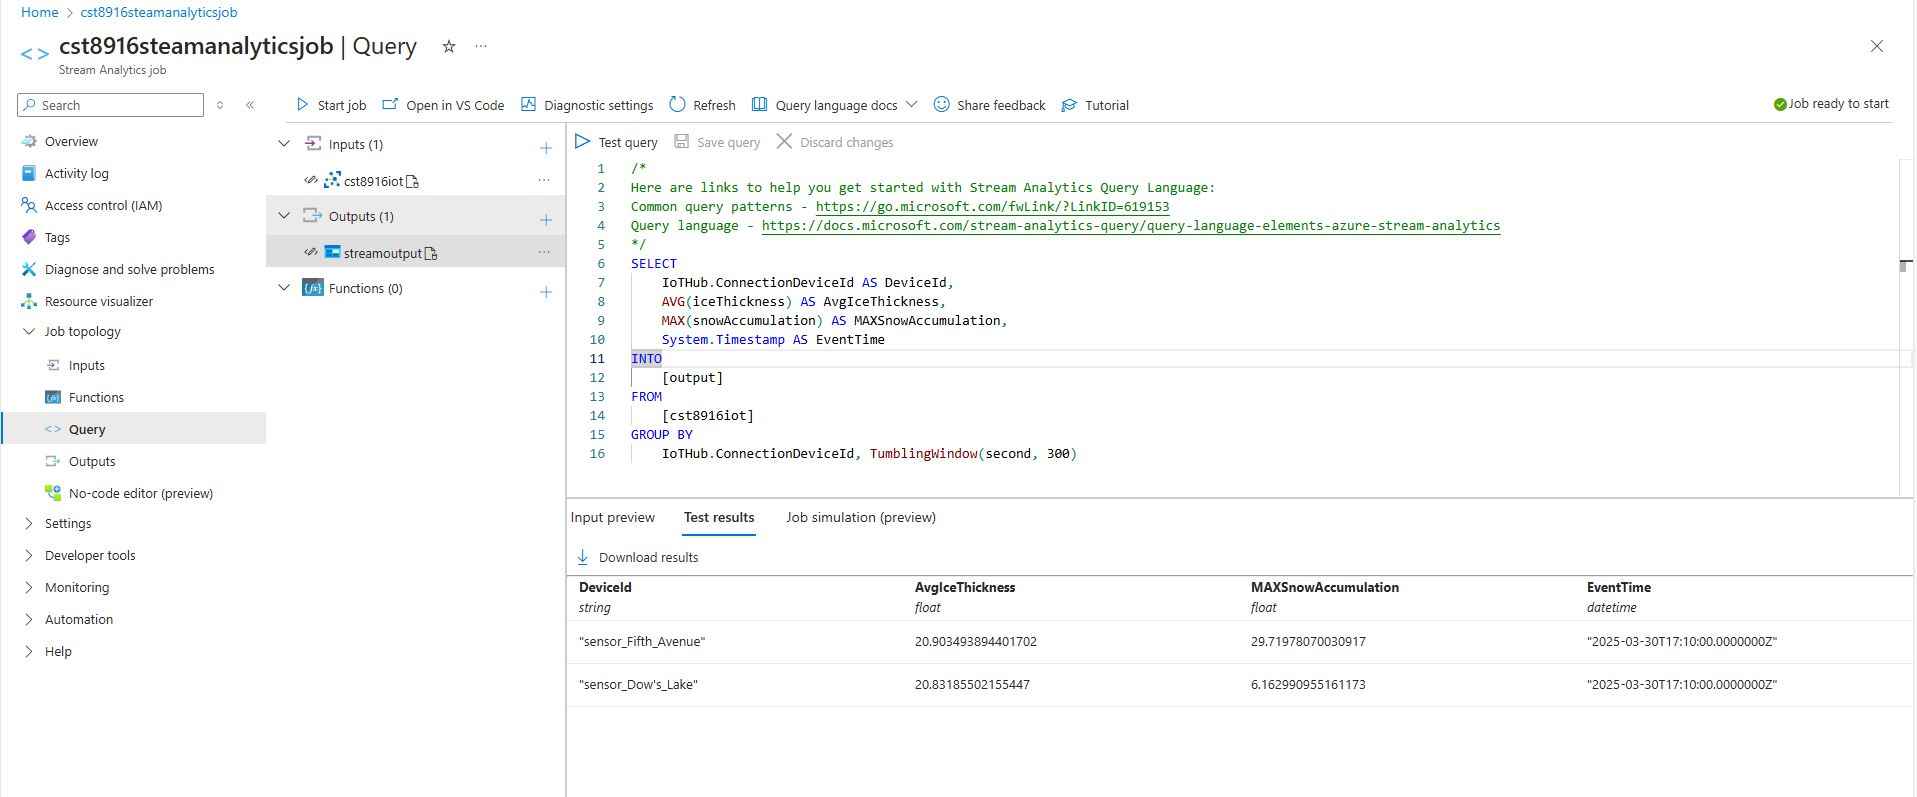 Home > cst8916steamanalyticsjob
cst8916steamanalyticsjob | Query
Stream Analytics job
Search
Start job
Open in VS Code
Diagnostic settings
Refresh
Query language docs
Share feedback
Tutorial
Job ready to start
Overview
Activity log
Access control (IAM)
Tags
Diagnose and solve problems
Resource visualizer
Job topology
Inputs
Functions
Query
Outputs
No-code editor (preview)
Settings
Developer tools
Monitoring
Automation
Help
Inputs (1)
cst8916iot
Outputs (1)
streamoutput
Functions (0)
Test query
Save query
Discard changes
1 /*
2 Here are links to help you get started with Stream Analytics Query Language:
3 Common query patterns - https://go.microsoft.com/fwLink/?LinkID=619153
4 Query language - https://docs.microsoft.com/stream-analytics-query/query-language-elements-azure-stream-analytics
5 */
6 SELECT
7 IoTHub.ConnectionDeviceId AS DeviceId,
8 AVG(iceThickness) AS AvgIceThickness,
9 MAX(snowAccumulation) AS MAXSnowAccumulation,
10 System.Timestamp AS EventTime
11 INTO
12 [output]
13 FROM
14 [cst8916iot]
15 GROUP BY
16 IoTHub.ConnectionDeviceId, TumblingWindow(second, 300)
Input preview
Test results
Job simulation (preview)
Download results
DeviceId AvgIceThickness MAXSnowAccumulation EventTime
string float float datetime
"sensor_Fifth_Avenue" 20.903493894401702 29.71978070030917 "2025-03-30T17:10:00.0000000Z"
"sensor_Dow's_Lake" 20.83185502155447 6.162990955161173 "2025-03-30T17:10:00.0000000Z"